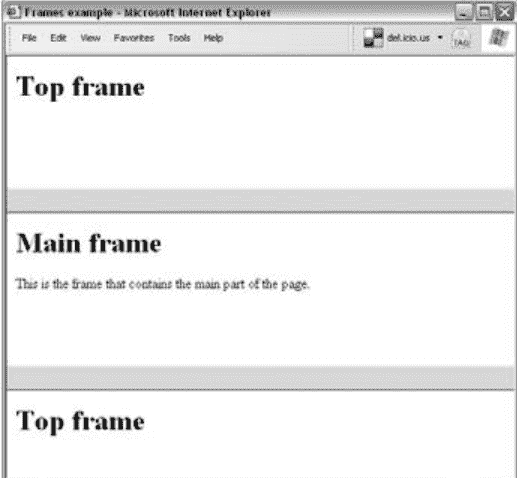 Frames example - Microsoft Internet Explorer
File Edit View Favorites Tools Help del.icio.us TAG
Top frame
Main frame
This is the frame that contains the main part of the page.
Top frame